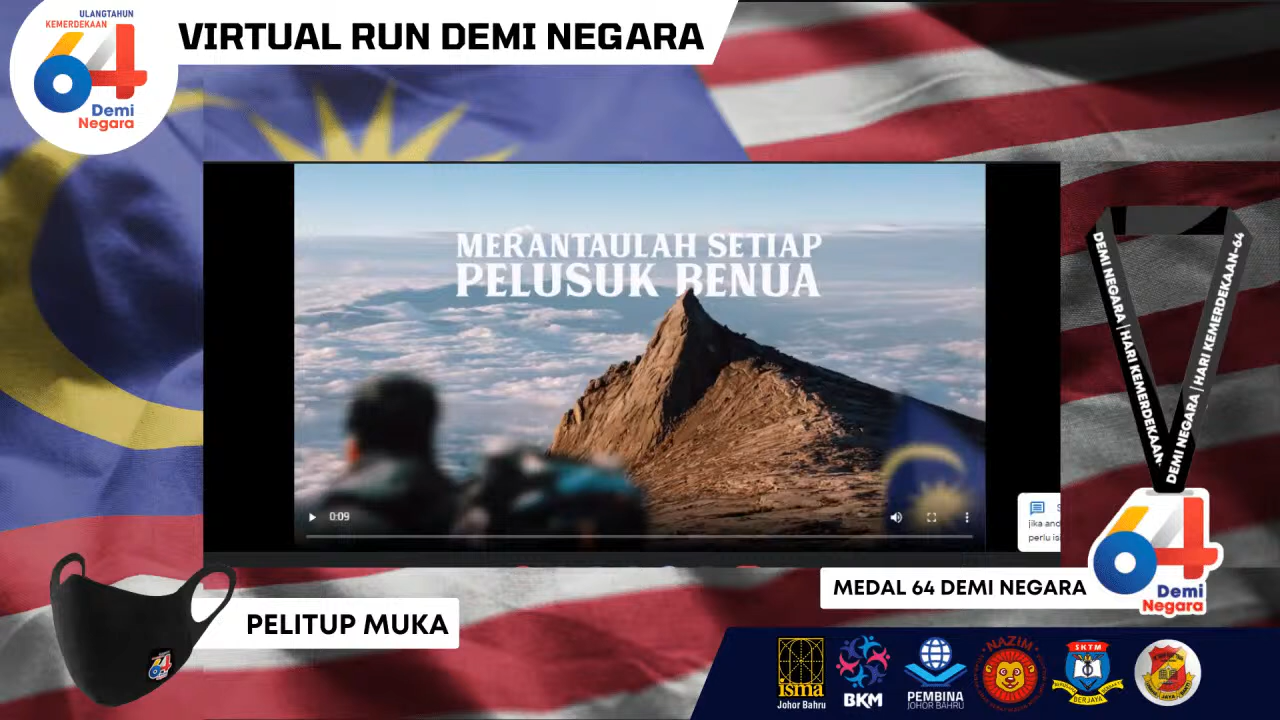 ULANGTAHUN
KEMERDEKAAN
64
Demi
Negara
VIRTUAL RUN DEMI NEGARA
MERANTAULAH SETIAP
PELUSUK BENUA
0:09
jika
perlu
DEMI NEGARA | HARI KEMERDEKAAN-
DEMI NEGARA | HARI KEMERDEKAAN-64
64
Demi
Negara
MEDAL 64 DEMI NEGARA
64
PELITUP MUKA
isma
Johor Bahru
BKM
PEMBINA
JOHOR BAHRU
NAZIM
SKTM
BERJAYA